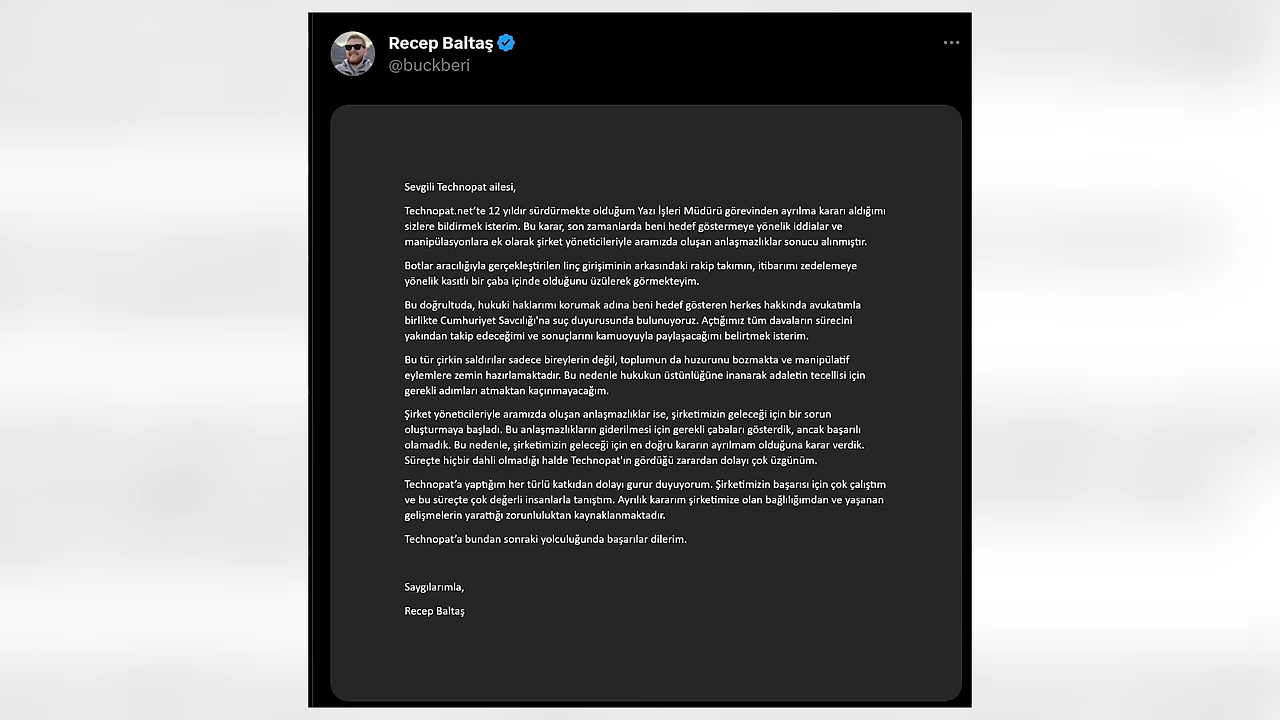 Recep Baltaş
@buckberi
Sevgili Technopat ailesi,
Technopat.net'te 12 yıldır sürdürmekte olduğum Yazı İşleri Müdürü görevinden ayrılma kararı aldığımı
sizlere bildirmek isterim. Bu karar, son zamanlarda beni hedef göstermeye yönelik iddialar ve
manipülasyonlara ek olarak şirket yöneticileriyle aramızda oluşan anlaşmazlıklar sonucu alınmıştır.
Botlar aracılığıyla gerçekleştirilen linç girişiminin arkasındaki rakip takımın, itibarımı zedelemeye
yönelik kasıtlı bir çaba içinde olduğunu üzülerek görmekteyim.
Bu doğrultuda, hukuki haklarımı korumak adına beni hedef gösteren herkes hakkında avukatımla
birlikte Cumhuriyet Savcılığı'na suç duyurusunda bulunuyoruz. Açtığımız tüm davaların sürecini
yakından takip edeceğimi ve sonuçlarını kamuoyuyla paylaşacağımı belirtmek isterim.
Bu tür çirkin saldırılar sadece bireylerin değil, toplumun da huzurunu bozmakta ve manipülatif
eylemlere zemin hazırlamaktadır. Bu nedenle hukukun üstünlüğüne inanarak adaletin tecellisi için
gerekli adımları atmaktan kaçınmayacağım.
Şirket yöneticileriyle aramızda oluşan anlaşmazlıklar ise, şirketimizin geleceği için bir sorun
oluşturmaya başladı. Bu anlaşmazlıkların giderilmesi için gerekli çabaları gösterdik, ancak başarılı
olamadık. Bu nedenle, şirketimizin geleceği için en doğru kararın ayrılmam olduğuna karar verdik.
Süreçte hiçbir dahli olmadığı halde Technopat'ın gördüğü zarardan dolayı çok üzgünüm.
Technopat'a yaptığım her türlü katkıdan dolayı gurur duyuyorum. Şirketimizin başarısı için çok çalıştım
ve bu süreçte çok değerli insanlarla tanıştım. Ayrılık kararım şirketimize olan bağlılığımdan ve yaşanan
gelişmelerin yarattığı zorunluluktan kaynaklanmaktadır.
Technopat'a bundan sonraki yolculuğunda başarılar dilerim.
Saygılarımla,
Recep Baltaş